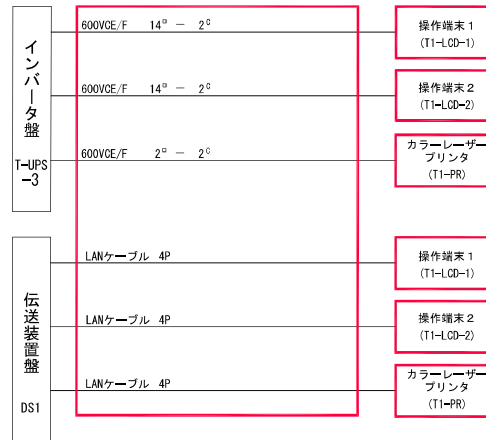 インバータ盤
T-UPS
-3
600VCE/F 14□ － 2C
操作端末1
(T1-LCD-1)
600VCE/F 14□ － 2C
操作端末2
(T1-LCD-2)
600VCE/F 2□ － 2C
カラーレーザー
プリンタ
(T1-PR)
伝送装置盤
DS1
LANケーブル 4P
操作端末1
(T1-LCD-1)
LANケーブル 4P
操作端末2
(T1-LCD-2)
LANケーブル 4P
カラーレーザー
プリンタ
(T1-PR)